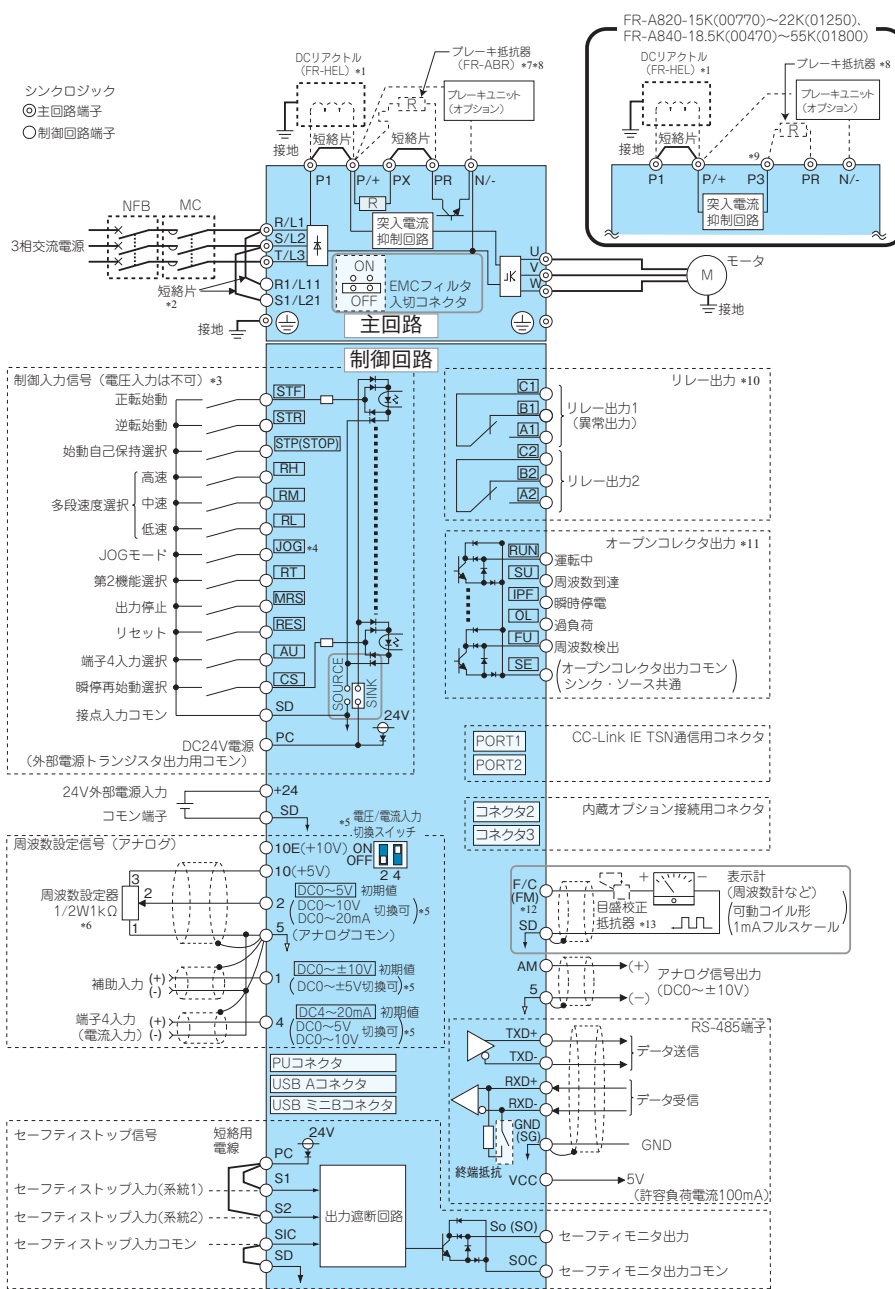 FR-A820-15K(00770)～22K(01250)、
FR-A840-18.5K(00470)～55K(01800)
DCリアクトル
(FR-HEL) *1
ブレーキ抵抗器 *8
ブレーキユニット
(オプション)
R
接地
短絡片
*9
P1
P/+
P3
PR
N/-
突入電流
抑制回路
シンクロジック
主回路端子
制御回路端子
DCリアクトル
(FR-HEL) *1
ブレーキ抵抗器
(FR-ABR) *7*8
ブレーキユニット
(オプション)
R
接地
短絡片
短絡片
P1
P/+
PX
PR
N/-
R
突入電流
抑制回路
NFB
MC
3相交流電源
R/L1
S/L2
T/L3
R1/L11
S1/L21
短絡片
*2
接地
ON
OFF
EMCフィルタ
入切コネクタ
U
V
W
M
モータ
接地
主回路
制御回路
制御入力信号（電圧入力は不可）*3
正転始動
STF
逆転始動
STR
始動自己保持選択
STP(STOP)
多段速度選択
高速
RH
中速
RM
低速
RL
JOGモード
JOG *4
第2機能選択
RT
出力停止
MRS
リセット
RES
端子4入力選択
AU
瞬停再始動選択
CS
接点入力コモン
SD
SOURCE
SINK
24V
DC24V電源
(外部電源トランジスタ出力用コモン)
PC
リレー出力 *10
C1
B1
A1
リレー出力1
(異常出力)
C2
B2
A2
リレー出力2
オープンコレクタ出力 *11
RUN
運転中
SU
周波数到達
IPF
瞬時停電
OL
過負荷
FU
周波数検出
SE
オープンコレクタ出力コモン
シンク・ソース共通
PORT1
PORT2
CC-Link IE TSN通信用コネクタ
24V外部電源入力
+24
コモン端子
SD
コネクタ2
コネクタ3
内蔵オプション接続用コネクタ
*5 電圧/電流入力
切換スイッチ
ON
OFF
2 4
周波数設定信号（アナログ）
10E(+10V)
10(+5V)
周波数設定器
1/2W1kΩ
*6
3
2
1
2
DC0～5V 初期値
DC0～10V
DC0～20mA
切換可 *5
5
(アナログコモン)
補助入力
(+)
(-)
1
DC0～±10V 初期値
(DC0～±5V切換可) *5
端子4入力
(電流入力)
(+)
(-)
4
DC4～20mA 初期値
DC0～5V
DC0～10V
切換可 *5
F/C
(FM)
*12
SD
目盛校正
抵抗器 *13
+
−
表示計
(周波数計など)
可動コイル形
1mAフルスケール
AM
5
(+)
(−)
アナログ信号出力
(DC0～±10V)
RS-485端子
TXD+
TXD-
データ送信
RXD+
RXD-
データ受信
GND
(SG)
GND
終端抵抗
VCC
5V
(許容負荷電流100mA)
PUコネクタ
USB Aコネクタ
USB ミニBコネクタ
セーフティストップ信号
短絡用
電線
24V
PC
S1
セーフティストップ入力(系統1)
S2
セーフティストップ入力(系統2)
SIC
セーフティストップ入力コモン
SD
出力遮断回路
So (SO)
セーフティモニタ出力
SOC
セーフティモニタ出力コモン